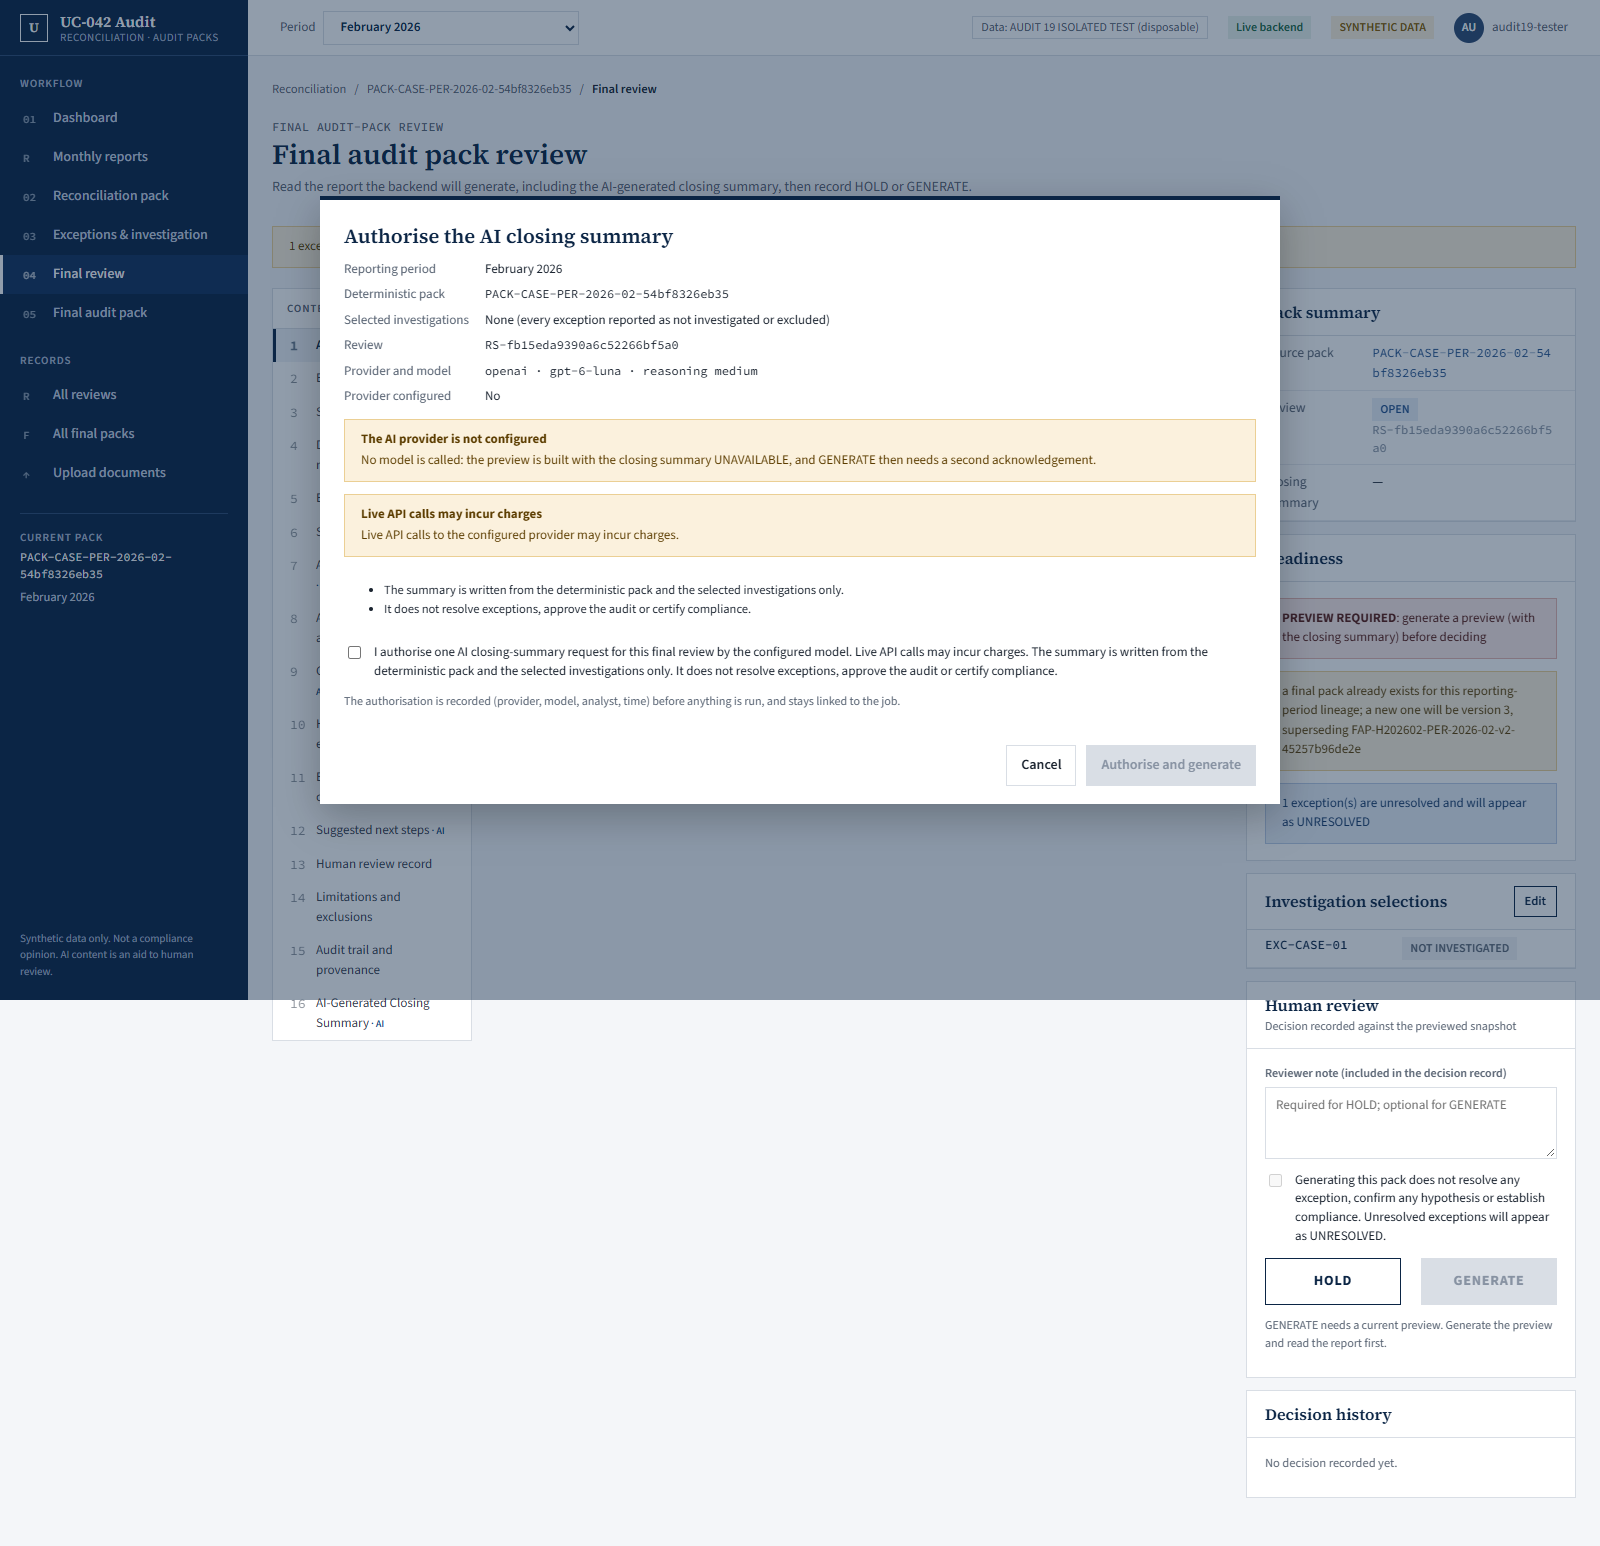 U
UC-042 Audit
RECONCILIATION · AUDIT PACKS
WORKFLOW
01 Dashboard
R Monthly reports
02 Reconciliation pack
03 Exceptions & investigation
04 Final review
05 Final audit pack
RECORDS
R All reviews
F All final packs
↑ Upload documents
CURRENT PACK
PACK-CASE-PER-2026-02-
54bf8326eb35
February 2026
Synthetic data only. Not a compliance
opinion. AI content is an aid to human
review.
Period February 2026
Data: AUDIT 19 ISOLATED TEST (disposable)
Live backend
SYNTHETIC DATA
AU audit19-tester
Reconciliation / PACK-CASE-PER-2026-02-54bf8326eb35 / Final review
FINAL AUDIT-PACK REVIEW
Final audit pack review
Read the report the backend will generate, including the AI-generated closing summary, then record HOLD or GENERATE.
1 exce
CONTE
1
2
3
4
5
6
7
8
9
10
11
12 Suggested next steps · AI
13 Human review record
14 Limitations and
exclusions
15 Audit trail and
provenance
16 AI-Generated Closing
Summary · AI
Authorise the AI closing summary
Reporting period February 2026
Deterministic pack PACK-CASE-PER-2026-02-54bf8326eb35
Selected investigations None (every exception reported as not investigated or excluded)
Review RS-fb15eda9390a6c52266bf5a0
Provider and model openai · gpt-6-luna · reasoning medium
Provider configured No
The AI provider is not configured
No model is called: the preview is built with the closing summary UNAVAILABLE, and GENERATE then needs a second acknowledgement.
Live API calls may incur charges
Live API calls to the configured provider may incur charges.
• The summary is written from the deterministic pack and the selected investigations only.
• It does not resolve exceptions, approve the audit or certify compliance.
I authorise one AI closing-summary request for this final review by the configured model. Live API calls may incur charges. The summary is written from the
deterministic pack and the selected investigations only. It does not resolve exceptions, approve the audit or certify compliance.
The authorisation is recorded (provider, model, analyst, time) before anything is run, and stays linked to the job.
Cancel
Authorise and generate
ack summary
urce pack PACK-CASE-PER-2026-02-54
bf8326eb35
view OPEN
RS-fb15eda9390a6c52266bf5
a0
osing —
mmary
eadiness
PREVIEW REQUIRED: generate a preview (with
the closing summary) before deciding
a final pack already exists for this reporting-
period lineage; a new one will be version 3,
superseding FAP-H202602-PER-2026-02-v2-
45257b96de2e
1 exception(s) are unresolved and will appear
as UNRESOLVED
Investigation selections Edit
EXC-CASE-01 NOT INVESTIGATED
Human review
Decision recorded against the previewed snapshot
Reviewer note (included in the decision record)
Required for HOLD; optional for GENERATE
Generating this pack does not resolve any
exception, confirm any hypothesis or establish
compliance. Unresolved exceptions will appear
as UNRESOLVED.
HOLD
GENERATE
GENERATE needs a current preview. Generate the preview
and read the report first.
Decision history
No decision recorded yet.